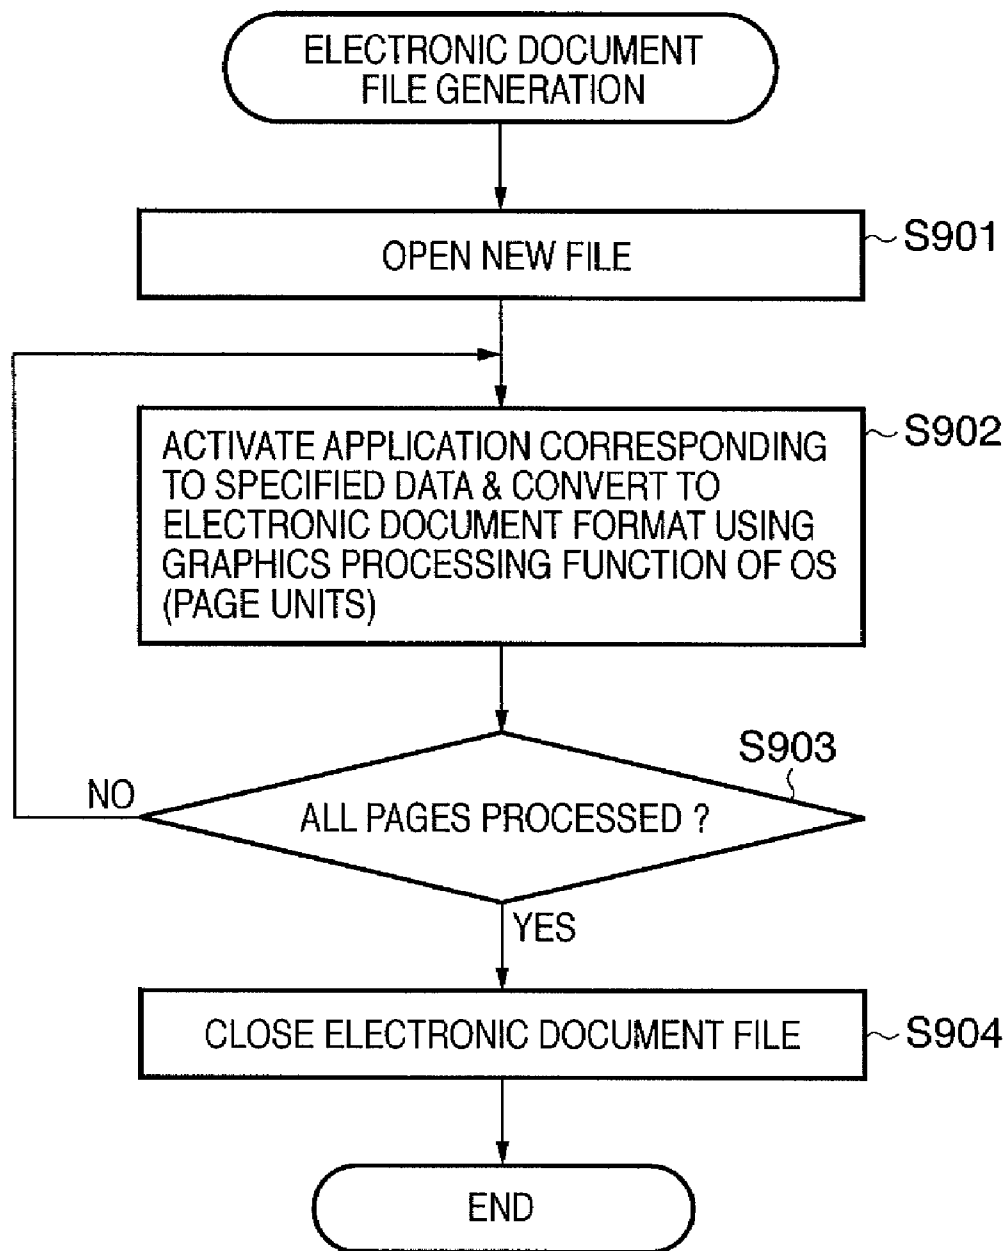 ELECTRONIC DOCUMENT
FILE GENERATION
OPEN NEW FILE
S901
ACTIVATE APPLICATION CORRESPONDING
TO SPECIFIED DATA & CONVERT TO
ELECTRONIC DOCUMENT FORMAT USING
GRAPHICS PROCESSING FUNCTION OF OS
(PAGE UNITS)
S902
S903
NO
ALL PAGES PROCESSED ?
YES
CLOSE ELECTRONIC DOCUMENT FILE
S904
END